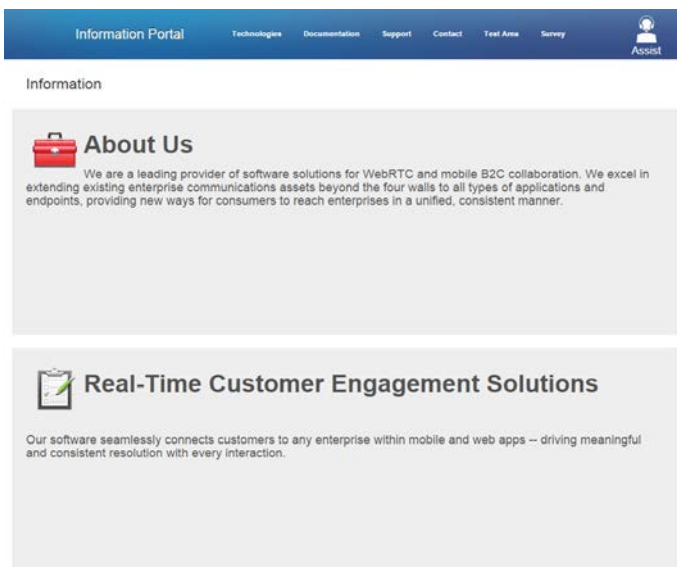 Information Portal Technologies Documentation Support Contact Test Area Survey
Assist
Information
About Us
We are a leading provider of software solutions for WebRTC and mobile B2C collaboration. We excel in
extending existing enterprise communications assets beyond the four walls to all types of applications and
endpoints, providing new ways for consumers to reach enterprises in a unified, consistent manner.
Real-Time Customer Engagement Solutions
Our software seamlessly connects customers to any enterprise within mobile and web apps -- driving meaningful
and consistent resolution with every interaction.